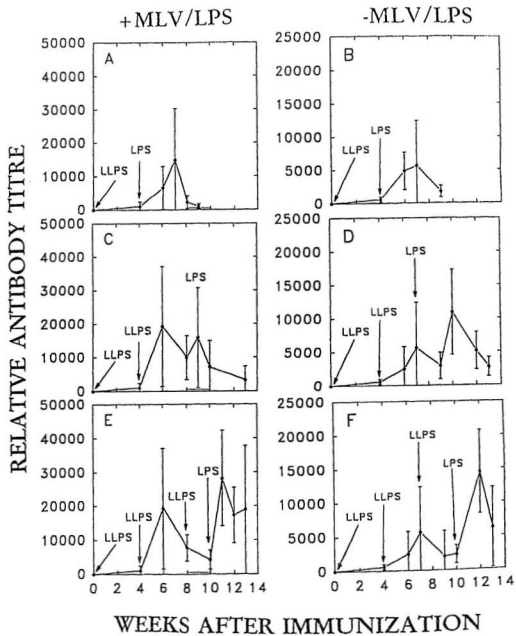 +MLV/LPS
-MLV/LPS
RELATIVE ANTIBODY TITRE
A
50000
40000
30000
20000
10000
0
LLPS
LPS
B
25000
20000
15000
10000
5000
0
LLPS
LPS
C
50000
40000
30000
20000
10000
0
LLPS
LLPS
LPS
D
25000
20000
15000
10000
5000
0
LLPS
LLPS
LPS
E
50000
40000
30000
20000
10000
0
LLPS
LLPS
LLPS
LPS
0 2 4 6 8 10 12 14
F
25000
20000
15000
10000
5000
0
LLPS
LLPS
LLPS
LPS
0 2 4 6 8 10 12 14
WEEKS AFTER IMMUNIZATION